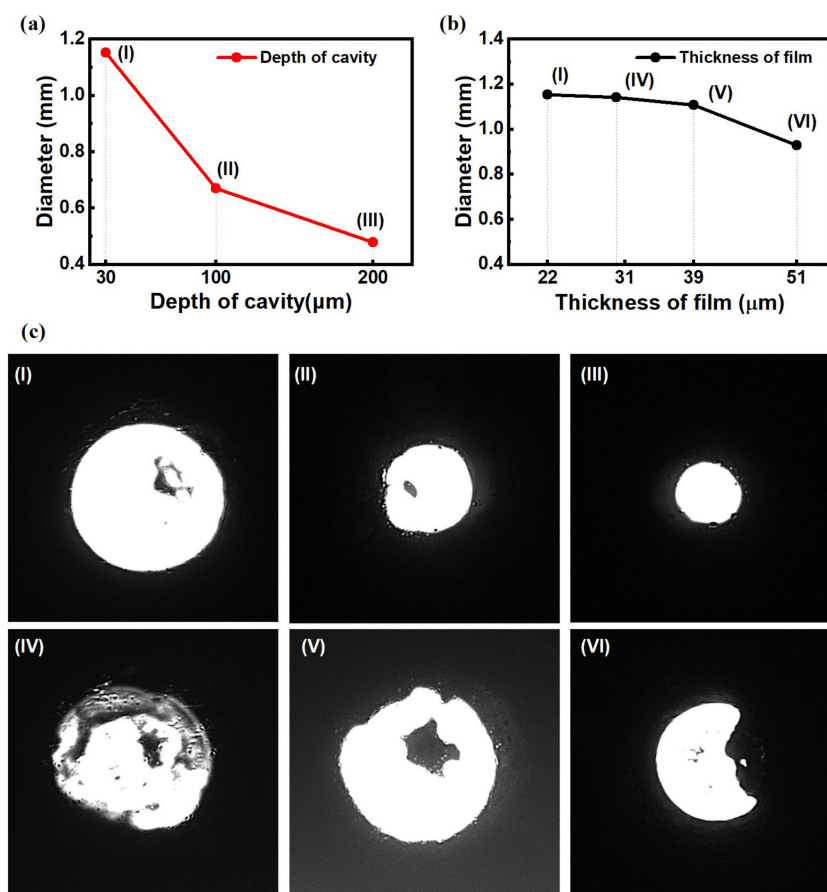 (a)
1.2
1.0
0.8
0.6
0.4
Diameter (mm)
(I)
(II)
(III)
Depth of cavity
30
100
200
Depth of cavity(μm)
(b)
1.4
1.2
1.0
0.8
0.6
0.4
Diameter (mm)
Thickness of film
(I)
(IV)
(V)
(VI)
22
31
39
51
Thickness of film (μm)
(c)
(I)
(II)
(III)
(IV)
(V)
(VI)